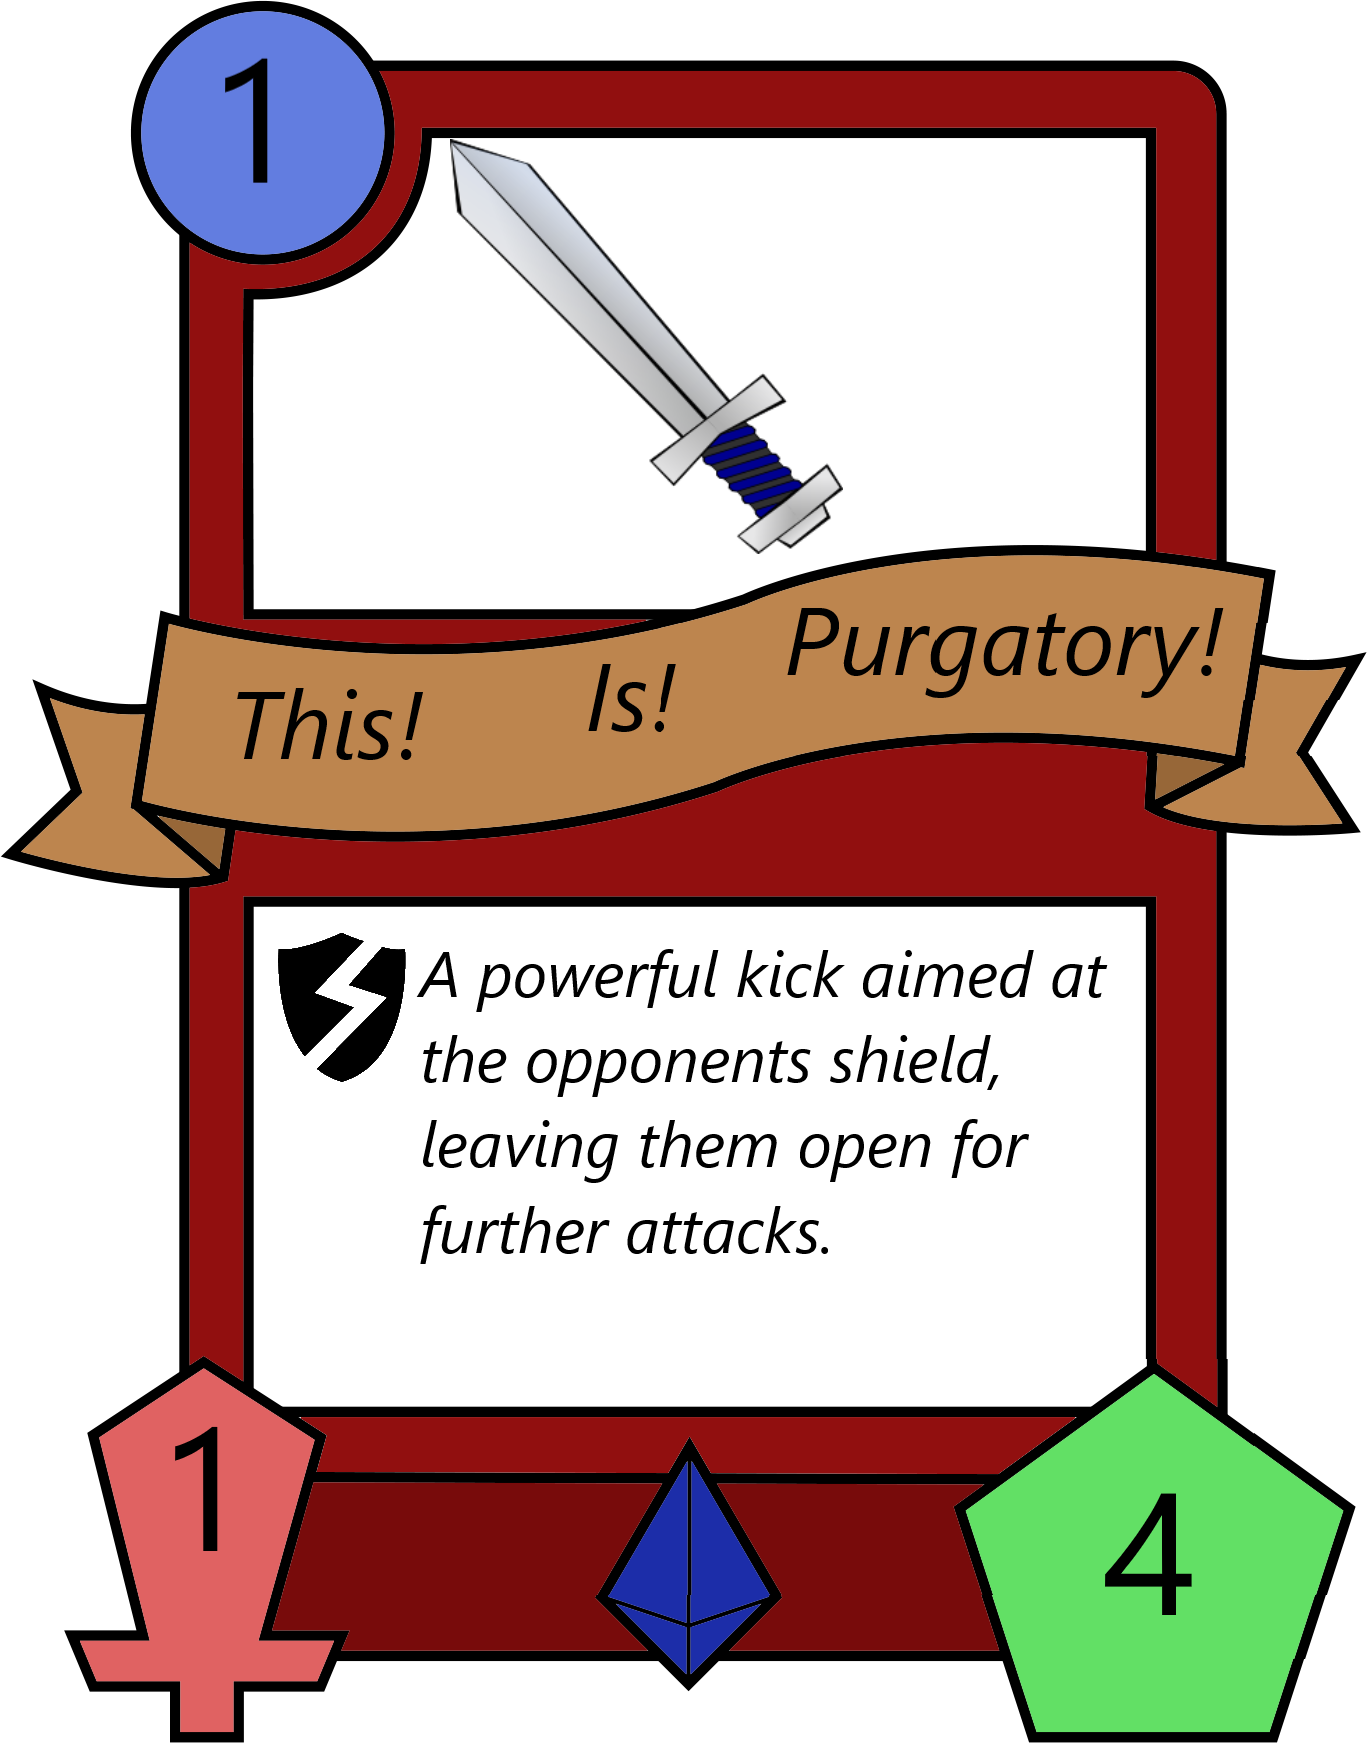 1
This! Is! Purgatory!
A powerful kick aimed at
the opponents shield,
leaving them open for
further attacks.
1
4